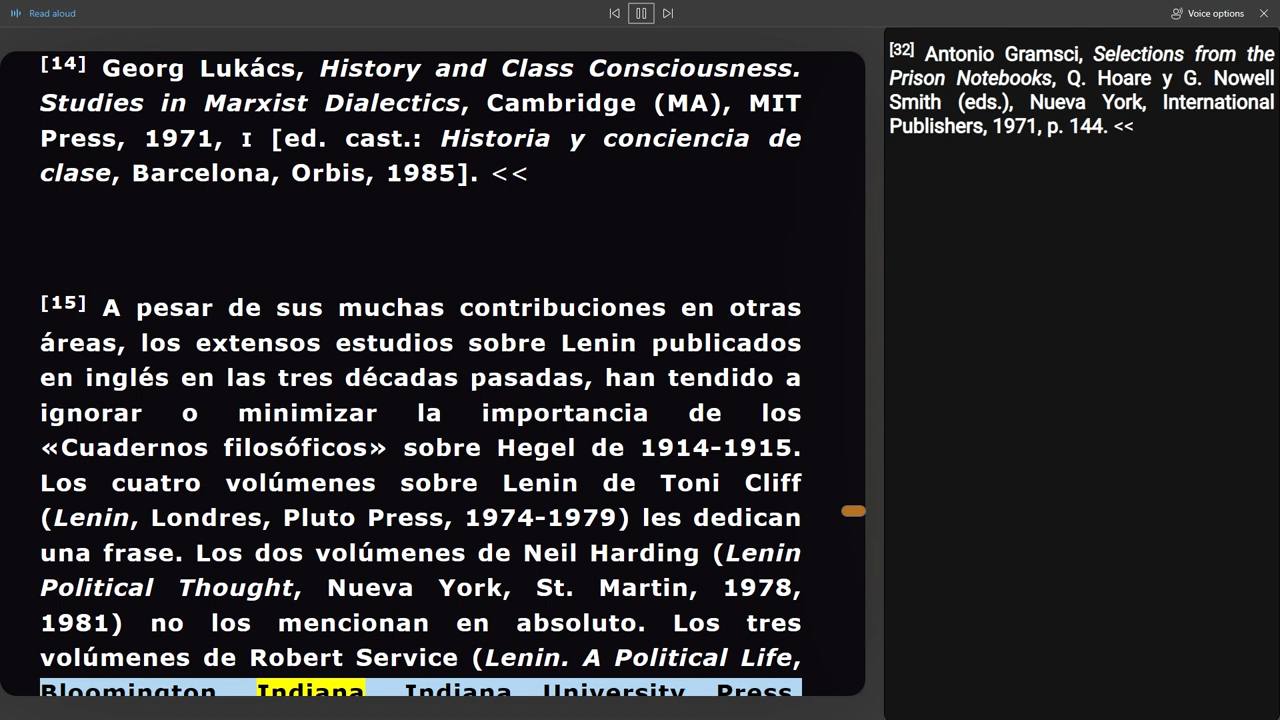 Read aloud
Voice options
[14] Georg Lukács, History and Class Consciousness.
Studies in Marxist Dialectics, Cambridge (MA), MIT
Press, 1971, I [ed. cast.: Historia y conciencia de
clase, Barcelona, Orbis, 1985]. <<
[15] A pesar de sus muchas contribuciones en otras
áreas, los extensos estudios sobre Lenin publicados
en inglés en las tres décadas pasadas, han tendido a
ignorar o minimizar la importancia de los
«Cuadernos filosóficos» sobre Hegel de 1914-1915.
Los cuatro volúmenes sobre Lenin de Toni Cliff
(Lenin, Londres, Pluto Press, 1974-1979) les dedican
una frase. Los dos volúmenes de Neil Harding (Lenin
Political Thought, Nueva York, St. Martin, 1978,
1981) no los mencionan en absoluto. Los tres
volúmenes de Robert Service (Lenin. A Political Life,
Bloomington Indiana Indiana University Press,
[32] Antonio Gramsci, Selections from the
Prison Notebooks, Q. Hoare y G. Nowell
Smith (eds.), Nueva York, International
Publishers, 1971, p. 144. <<